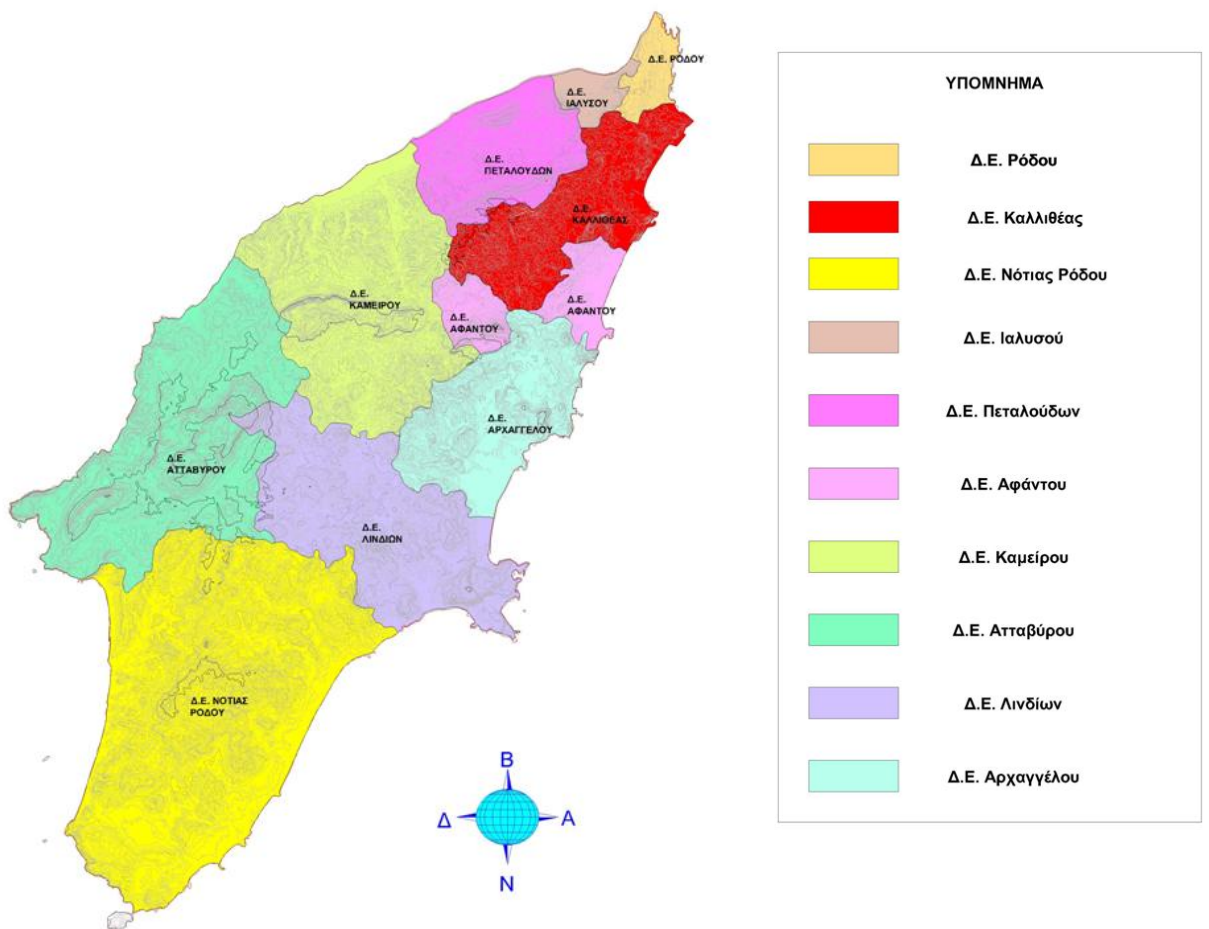 Δ.Ε. ΡΟΔΟΥ
Δ.Ε.
ΙΑΛΥΣΟΥ
Δ.Ε.
ΠΕΤΑΛΟΥΔΩΝ
Δ.Ε.
ΚΑΛΛΙΘΕΑΣ
Δ.Ε.
ΚΑΜΕΙΡΟΥ
Δ.Ε.
ΑΦΑΝΤΟΥ
Δ.Ε.
ΑΦΑΝΤΟΥ
Δ.Ε.
ΑΡΧΑΓΓΕΛΟΥ
Δ.Ε.
ΑΤΤΑΒΥΡΟΥ
Δ.Ε.
ΛΙΝΔΙΩΝ
Δ.Ε. ΝΟΤΙΑΣ
ΡΟΔΟΥ
Β
Δ
Α
Ν
ΥΠΟΜΝΗΜΑ
Δ.Ε. Ρόδου
Δ.Ε. Καλλιθέας
Δ.Ε. Νότιας Ρόδου
Δ.Ε. Ιαλυσού
Δ.Ε. Πεταλούδων
Δ.Ε. Αφάντου
Δ.Ε. Καμείρου
Δ.Ε. Ατταβύρου
Δ.Ε. Λινδίων
Δ.Ε. Αρχαγγέλου